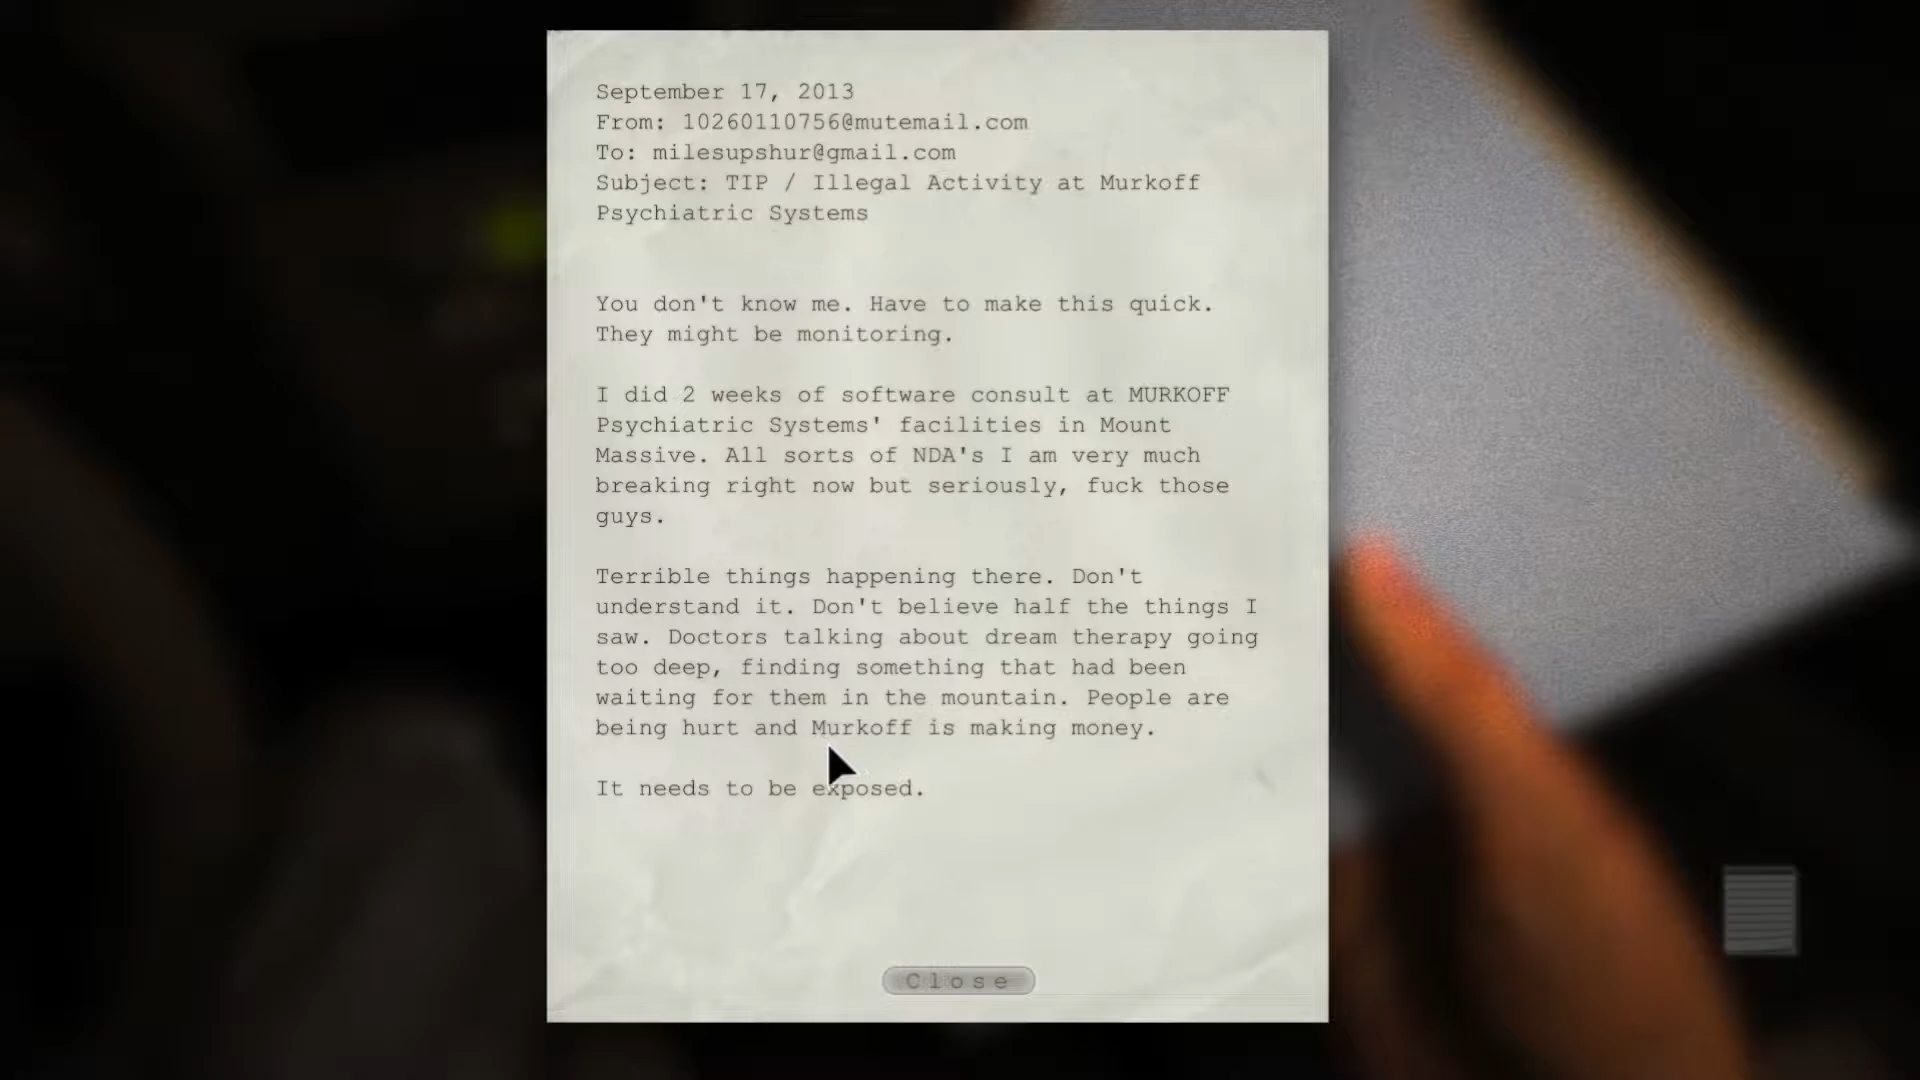 September 17, 2013
From: 10260110756@mutemail.com
To: milesupshur@gmail.com
Subject: TIP / Illegal Activity at Murkoff
Psychiatric Systems
You don't know me. Have to make this quick.
They might be monitoring.
I did 2 weeks of software consult at MURKOFF
Psychiatric Systems' facilities in Mount
Massive. All sorts of NDA's I am very much
breaking right now but seriously, fuck those
guys.
Terrible things happening there. Don't
understand it. Don't believe half the things I
saw. Doctors talking about dream therapy going
too deep, finding something that had been
waiting for them in the mountain. People are
being hurt and Murkoff is making money.
It needs to be exposed.
Close